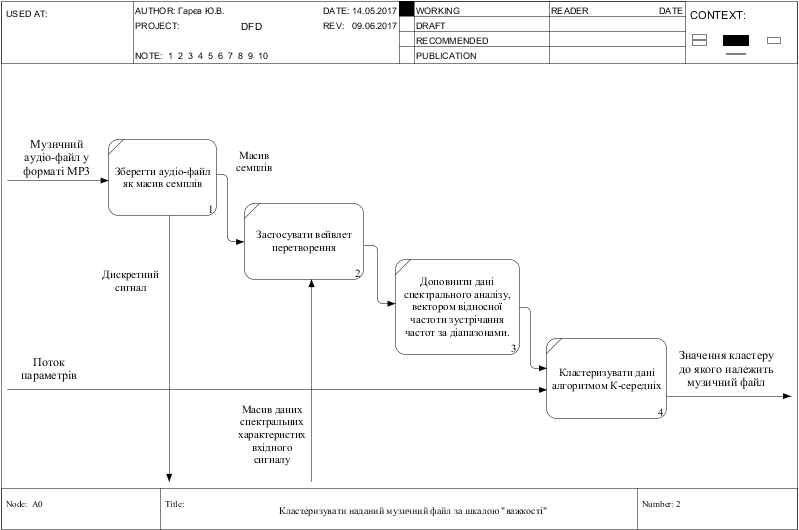 USED AT:
AUTHOR: Гарєв Ю.В.
DATE: 14.05.2017
PROJECT: DFD
REV: 09.06.2017
NOTE: 1 2 3 4 5 6 7 8 9 10
WORKING
DRAFT
RECOMMENDED
PUBLICATION
READER DATE
CONTEXT:
Музичний
аудіо-файл у
форматі MP3
Зберегти аудіо-файл
як масив семплів
1
Масив
семплів
Застосувати вейвлет
перетворення
2
Дискретний
сигнал
Доповнити дані
спектрального аналізу,
вектором відносної
частоти зустрічання
частот за діапазонами.
3
Поток
параметрів
Кластеризувати дані
алгоритмом К-середніх
4
Значення кластеру
до якого належить
музичний файл
Масив даних
спектральних
характеристих
вхідного
сигналу
Node: A0
Title:
Кластеризувати наданий музичний файл за шкалою "важкості"
Number: 2